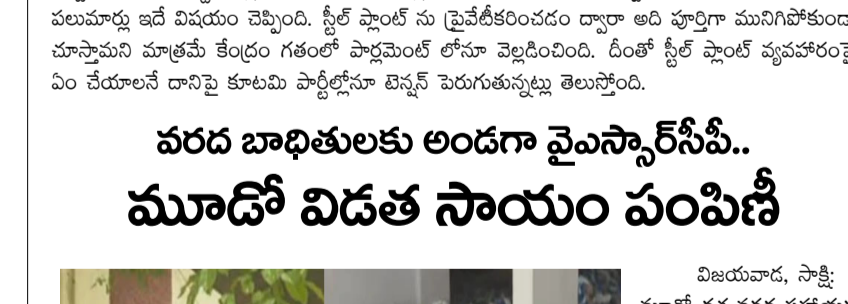 పలుమార్లు ఇదే విషయం చెప్పింది. స్టీల్ ప్లాంట్ ను ప్రైవేటీకరించడం ద్వారా అది పూర్తిగా మునిగిపోకుండా
చూస్తామని మాత్రమే కేంద్రం గతంలో పార్లమెంట్ లోనూ వెల్లడించింది. దీంతో స్టీల్ ప్లాంట్ వ్యవహారంపై
ఏం చేయాలనే దానిపై కూటమి పార్టీల్లోనూ టెన్షన్ పెరుగుతున్నట్లు తెలుస్తోంది.
వరద బాధితులకు అండగా వైఎస్సార్‌సీపీ..
మూడో విడత సాయం పంపిణీ
విజయవాడ, సాక్షి: